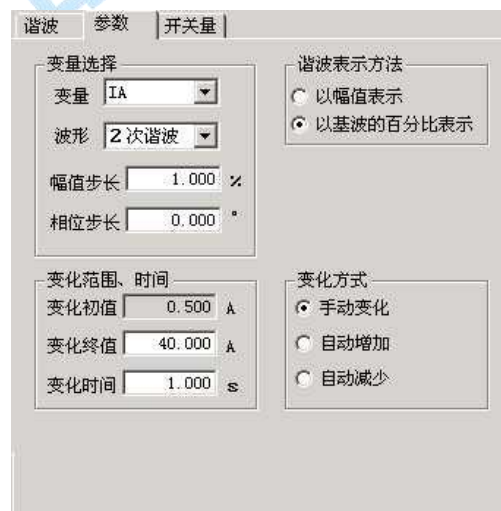 谐波 参数 开关量
变量选择
变量 IA
波形 2次谐波
幅值步长 1.000 %
相位步长 0.000 °
谐波表示方法
以幅值表示
以基波的百分比表示
变化范围、时间
变化初值 0.500 A
变化终值 40.000 A
变化时间 1.000 s
变化方式
手动变化
自动增加
自动减少